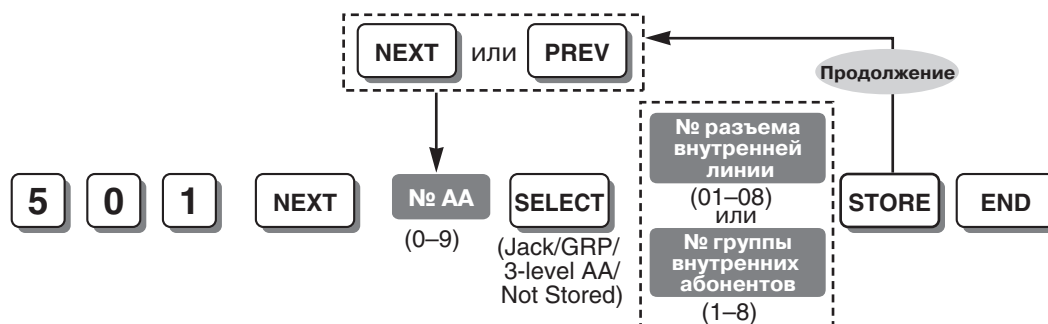 NEXT или PREV
Продолжение
5 0 1 NEXT
№ AA
(0–9)
SELECT
(Jack/GRP/
3-level AA/
Not Stored)
№ разъема
внутренней
линии
(01–08)
или
№ группы
внутренних
абонентов
(1–8)
STORE END